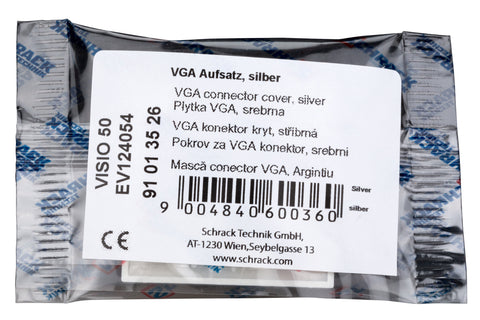 VGA Aufsatz, silber
VGA connector cover, silver
Płytka VGA, srebrna
VGA konektor kryt, stříbrná
Pokrov za VGA konektor, srebrni
Mască conector VGA, Argintiu
Silver
silber
9 004840 600360
Schrack Technik GmbH,
AT-1230 Wien,Seybelgasse 13
www.schrack.com
VISIO 50
EV124054
91 01 35 26
CE